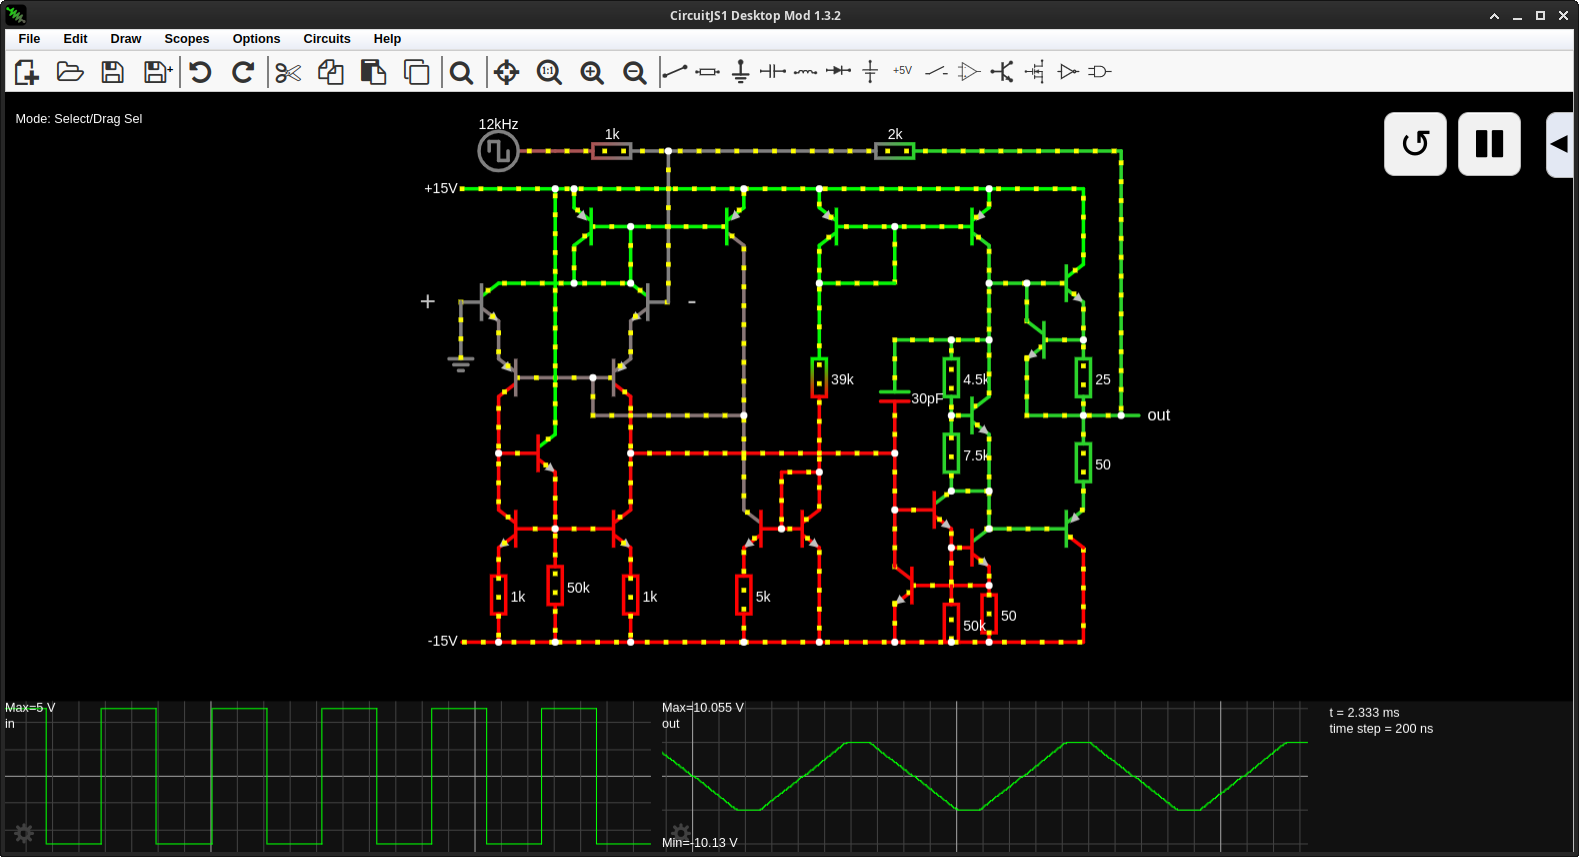 CircuitJS1 Desktop Mod 1.3.2
File Edit Draw Scopes Options Circuits Help
1:1 +5V
Mode: Select/Drag Sel
12kHz
1k
2k
+15V
+
-
39k
4.5k
25
30pF
out
7.5k
50
50k
1k
1k
5k
50
50k
-15V
Max=5 V
in
Max=10.055 V
out
Min=-10.13 V
t = 2.333 ms
time step = 200 ns